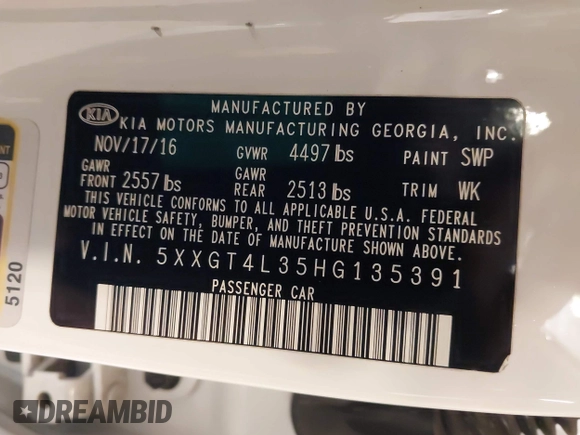 MANUFACTURED BY
KIA KIA MOTORS MANUFACTURING GEORGIA, INC.
NOV/17/16 GVWR 4497 lbs PAINT SWP
GAWR FRONT 2557 lbs GAWR REAR 2513 lbs TRIM WK
THIS VEHICLE CONFORMS TO ALL APPLICABLE U.S.A. FEDERAL
MOTOR VEHICLE SAFETY, BUMPER, AND THEFT PREVENTION STANDARDS
IN EFFECT ON THE DATE OF MANUFACTURE SHOWN ABOVE.
V.I.N. 5XXGT4L35HG135391
PASSENGER CAR
5120
DREAMBID